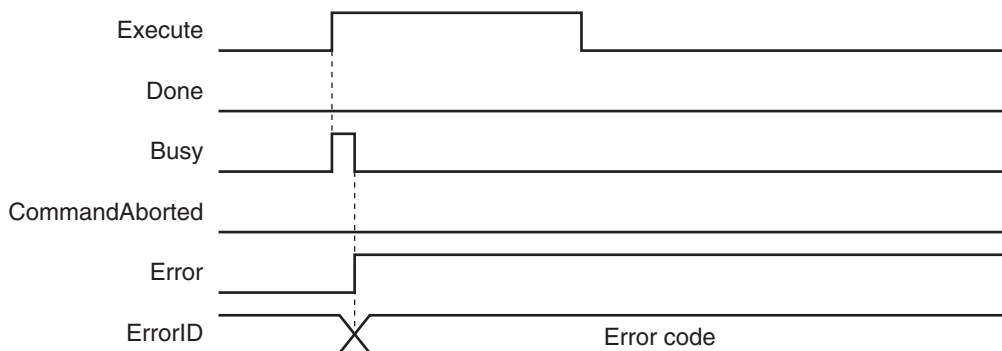 Execute
Done
Busy
CommandAborted
Error
ErrorID
Error code